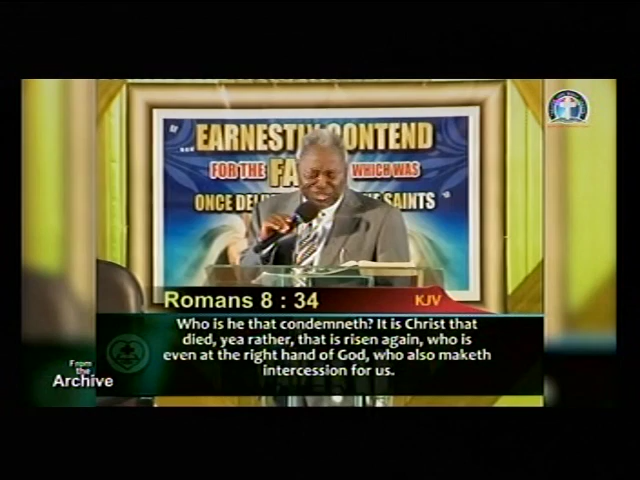 "...EARNESTLY CONTEND
FOR THE FA WHICH WAS
ONCE SAINTS"
Romans 8 : 34
KJV
Who is he that condemneth? It is Christ that
died, yea rather, that is risen again, who is
even at the right hand of God, who also maketh
intercession for us.
From
the
Archive